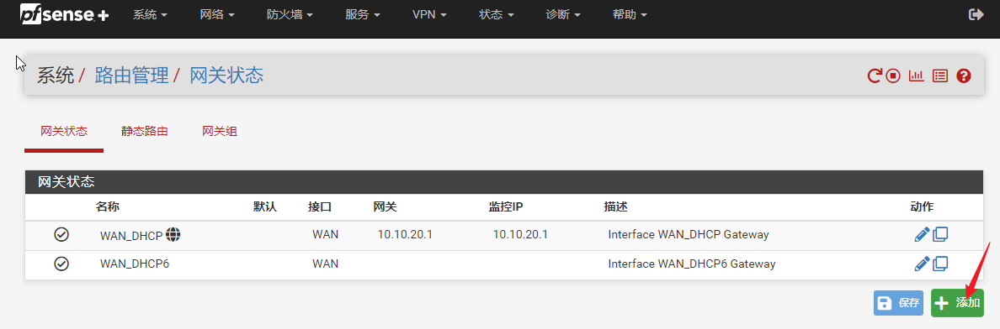 pfsense+ 系统 网络 防火墙 服务 VPN 状态 诊断 帮助
系统/ 路由管理/ 网关状态
网关状态 静态路由 网关组
网关状态
名称 默认 接口 网关 监控IP 描述 动作
WAN_DHCP WAN 10.10.20.1 10.10.20.1 Interface WAN_DHCP Gateway
WAN_DHCP6 WAN Interface WAN_DHCP6 Gateway
保存 添加